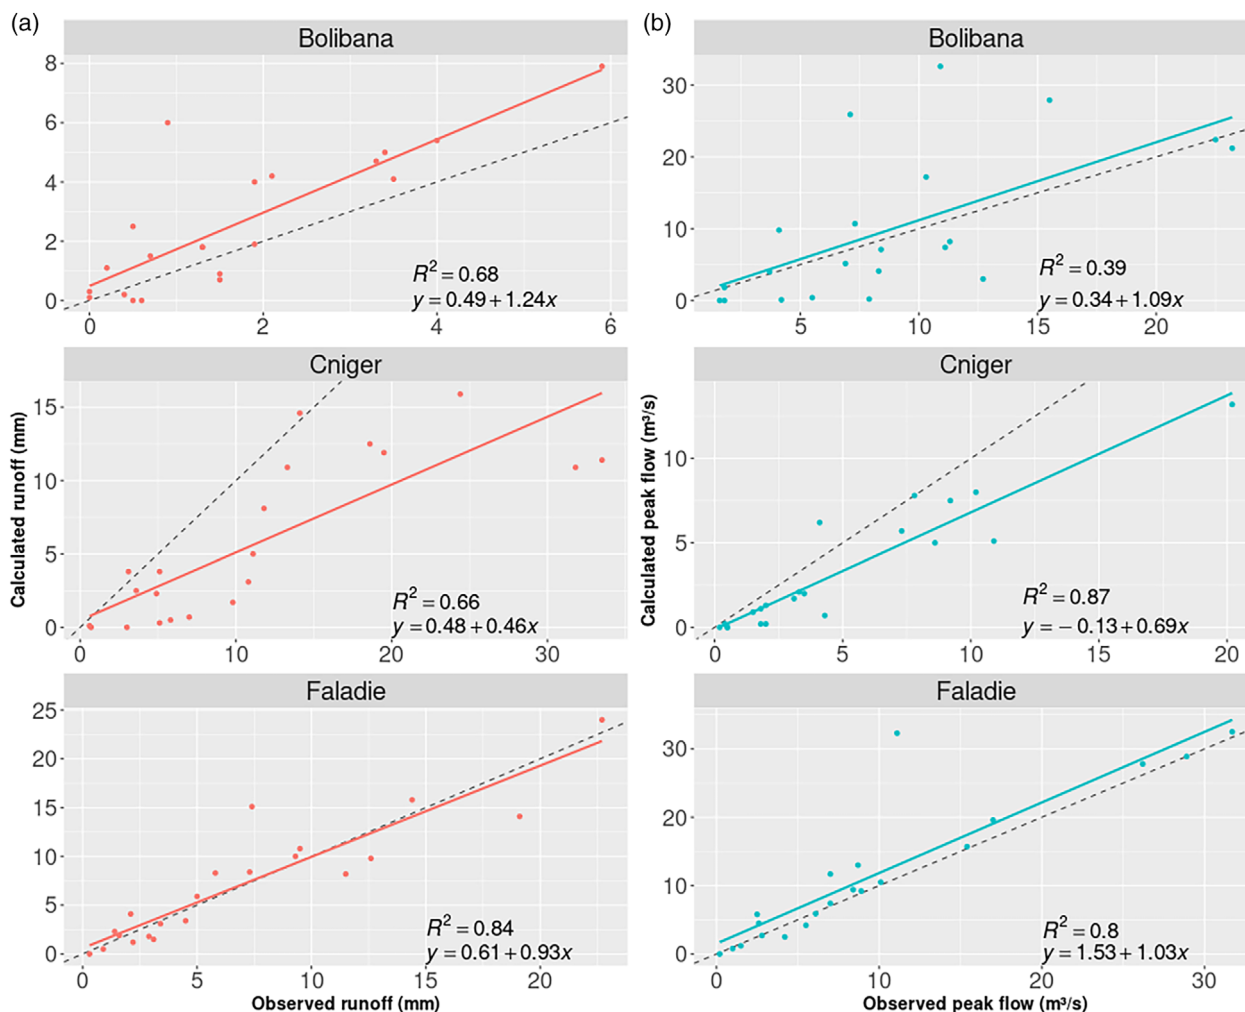 (a)
Bolibana
8
6
4
2
0
R² = 0.68
y = 0.49 + 1.24x
0 2 4 6
Cniger
15
10
5
0
R² = 0.66
y = 0.48 + 0.46x
0 10 20 30
Calculated runoff (mm)
Faladie
25
20
15
10
5
0
R² = 0.84
y = 0.61 + 0.93x
0 5 10 15 20
Observed runoff (mm)
(b)
Bolibana
30
20
10
0
R² = 0.39
y = 0.34 + 1.09x
5 10 15 20
Cniger
10
5
0
R² = 0.87
y = − 0.13 + 0.69x
0 5 10 15 20
Calculated peak flow (m³/s)
Faladie
30
20
10
0
R² = 0.8
y = 1.53 + 1.03x
0 10 20 30
Observed peak flow (m³/s)